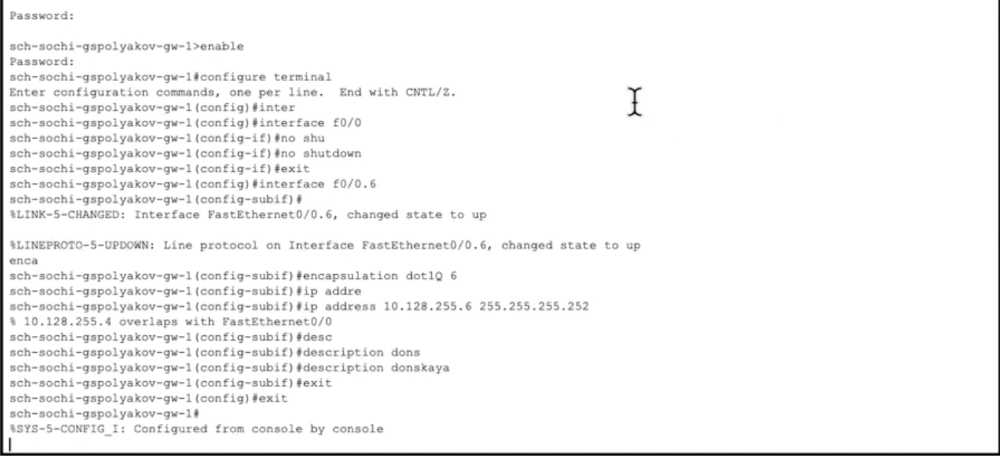 Password:
sch-sochi-gspolyakov-gw-1>enable
Password:
sch-sochi-gspolyakov-gw-1#configure terminal
Enter configuration commands, one per line.  End with CNTL/Z.
sch-sochi-gspolyakov-gw-1(config)#inter
sch-sochi-gspolyakov-gw-1(config)#interface f0/0
sch-sochi-gspolyakov-gw-1(config-if)#no shu
sch-sochi-gspolyakov-gw-1(config-if)#no shutdown
sch-sochi-gspolyakov-gw-1(config-if)#exit
sch-sochi-gspolyakov-gw-1(config)#interface f0/0.6
sch-sochi-gspolyakov-gw-1(config-subif)#
%LINK-5-CHANGED: Interface FastEthernet0/0.6, changed state to up
%LINEPROTO-5-UPDOWN: Line protocol on Interface FastEthernet0/0.6, changed state to up
enca
sch-sochi-gspolyakov-gw-1(config-subif)#encapsulation dot1Q 6
sch-sochi-gspolyakov-gw-1(config-subif)#ip addre
sch-sochi-gspolyakov-gw-1(config-subif)#ip address 10.128.255.6 255.255.255.252
% 10.128.255.4 overlaps with FastEthernet0/0
sch-sochi-gspolyakov-gw-1(config-subif)#desc
sch-sochi-gspolyakov-gw-1(config-subif)#description dons
sch-sochi-gspolyakov-gw-1(config-subif)#description donskaya
sch-sochi-gspolyakov-gw-1(config-subif)#exit
sch-sochi-gspolyakov-gw-1(config)#exit
sch-sochi-gspolyakov-gw-1#
%SYS-5-CONFIG_I: Configured from console by console